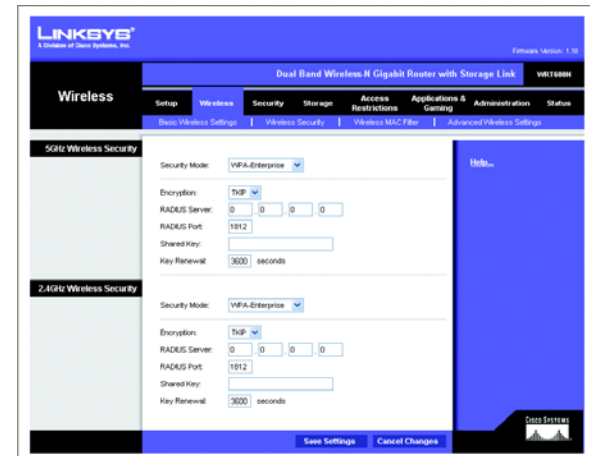 LINKSYS®
A Division of Cisco Systems, Inc.
Firmware Version: 1.10
Dual Band Wireless-N Gigabit Router with Storage Link WRT600N
Wireless
Setup Wireless Security Storage Access Restrictions Applications & Gaming Administration Status
Basic Wireless Settings | Wireless Security | Wireless MAC Filter | Advanced Wireless Settings
5GHz Wireless Security
Help...
Security Mode: WPA-Enterprise
Encryption: TKIP
RADIUS Server: 0 . 0 . 0 . 0
RADIUS Port: 1812
Shared Key:
Key Renewal: 3600 seconds
2.4GHz Wireless Security
Security Mode: WPA-Enterprise
Encryption: TKIP
RADIUS Server: 0 . 0 . 0 . 0
RADIUS Port: 1812
Shared Key:
Key Renewal: 3600 seconds
CISCO SYSTEMS
Save Settings Cancel Changes